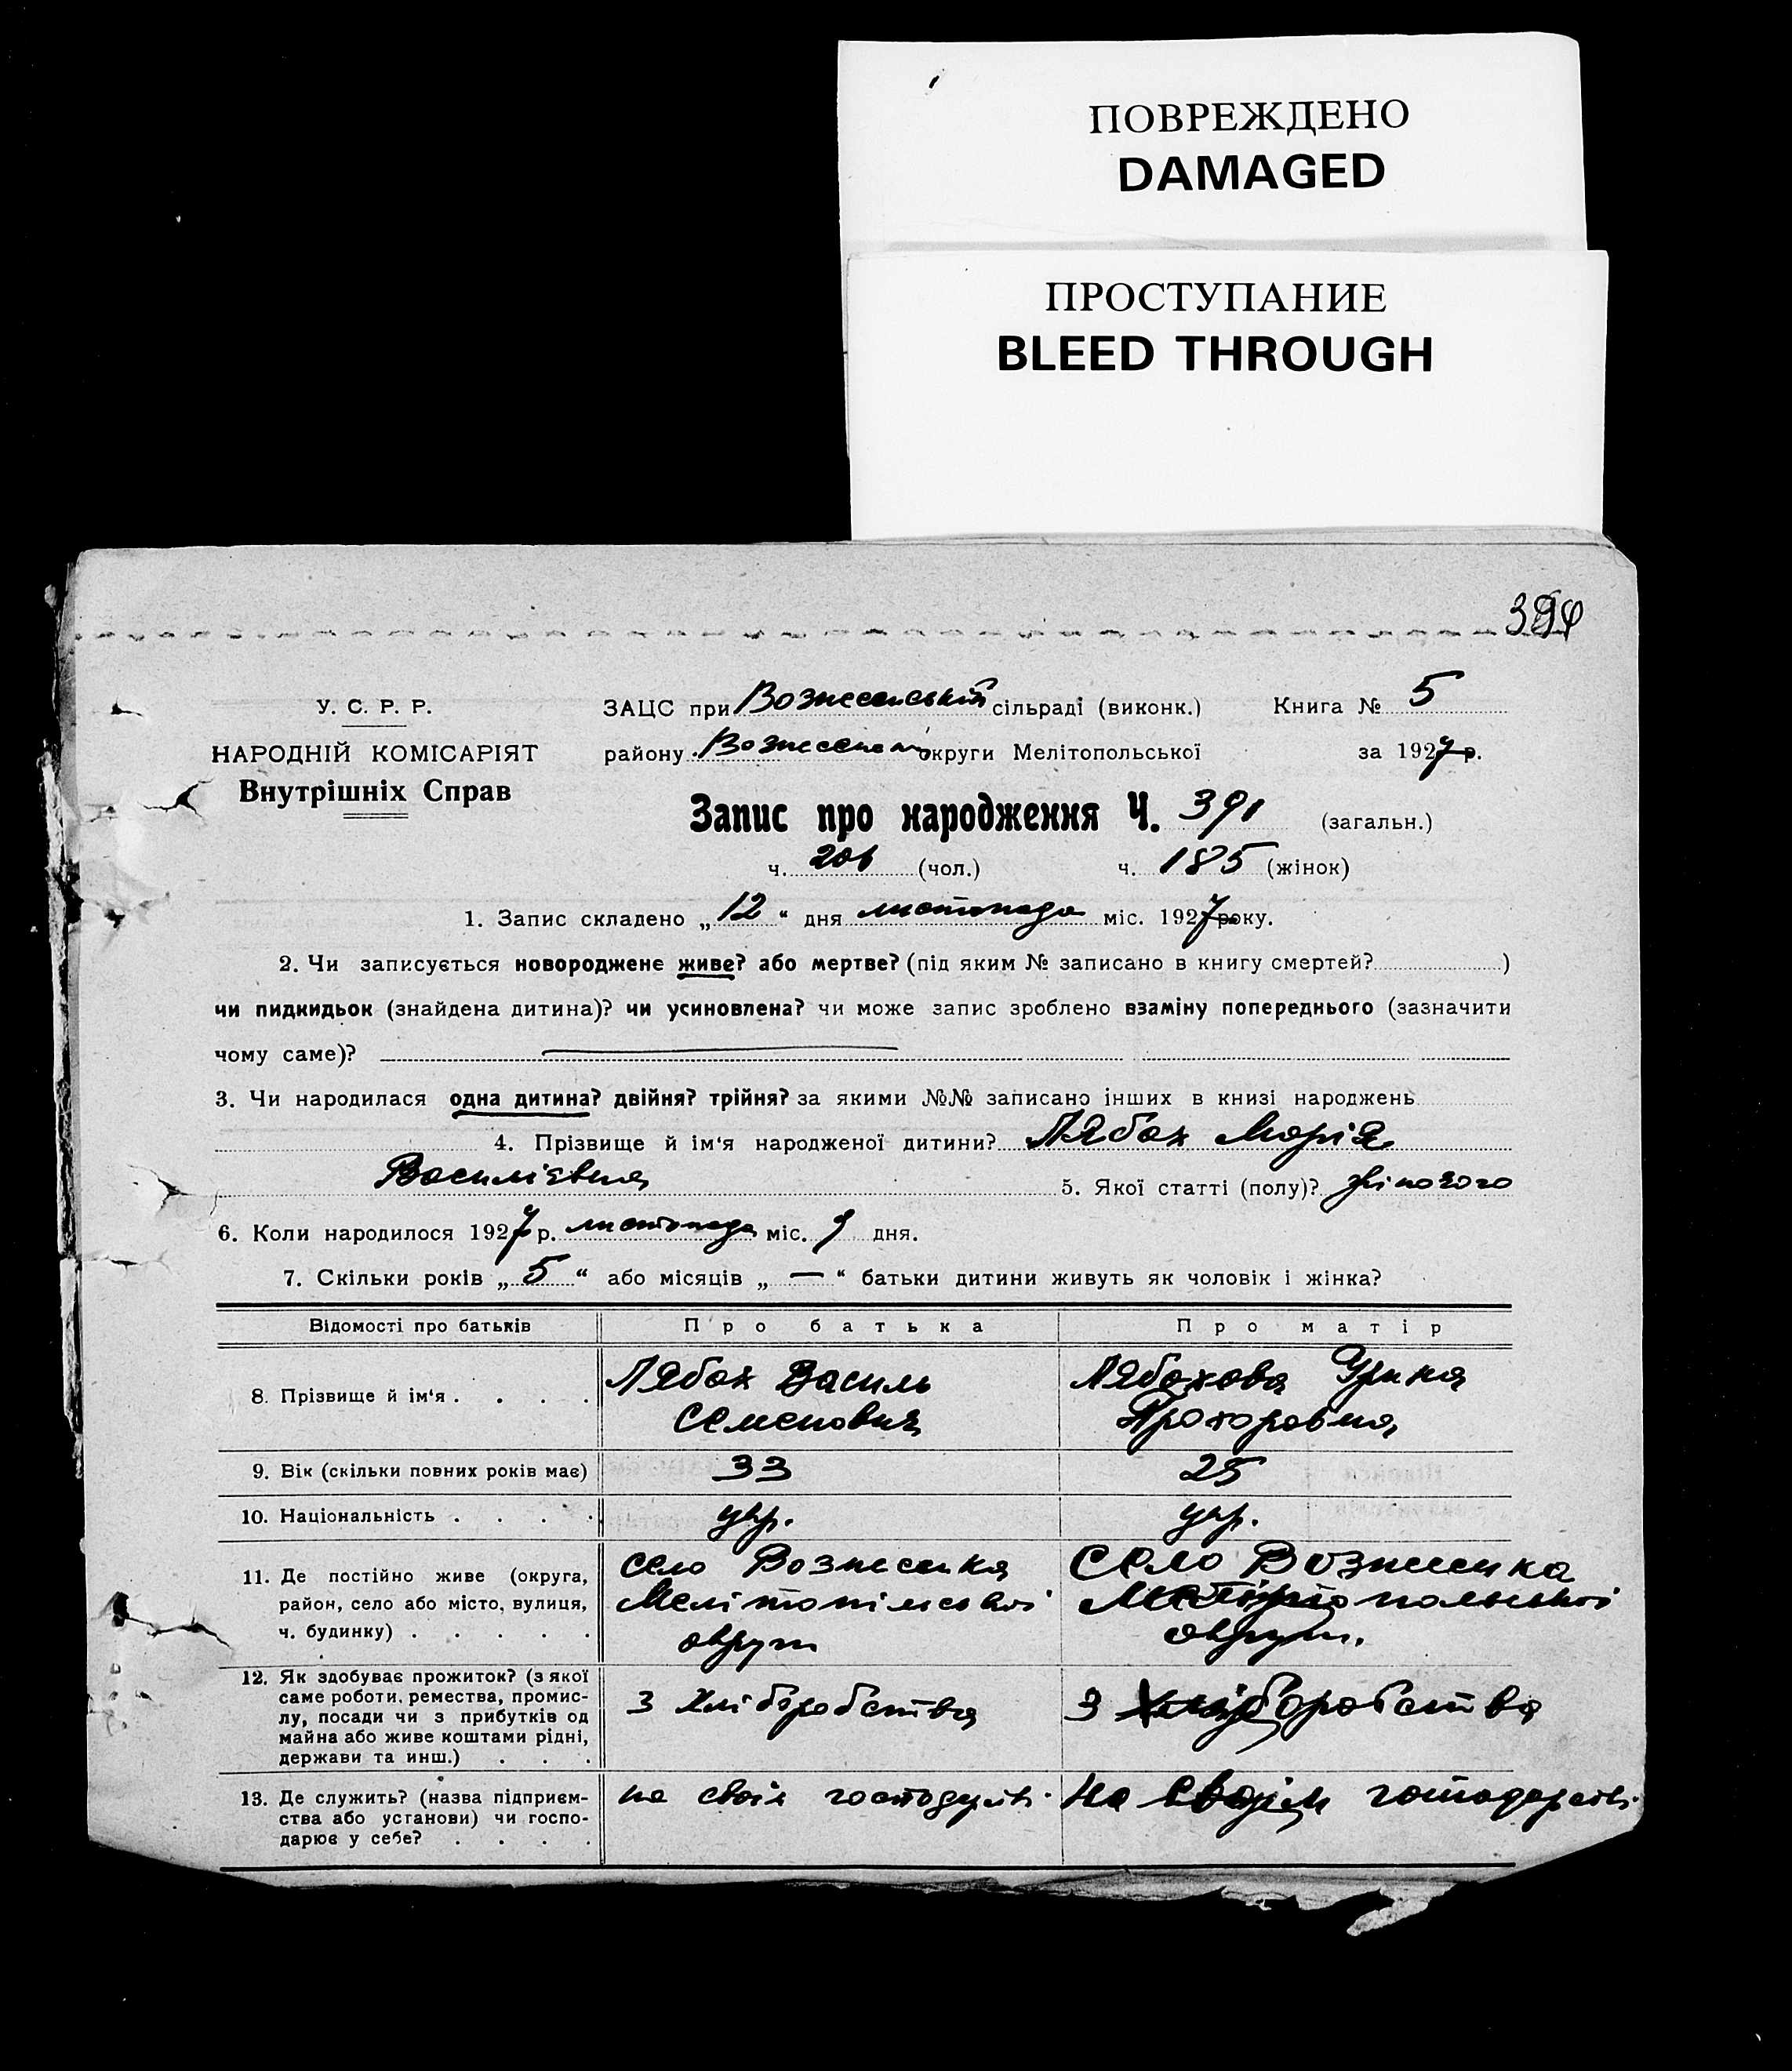 ПОВРЕЖДЕНО
DAMAGED
ПРОСТУПАНИЕ
BLEED THROUGH
У. С. Р. Р.
НАРОДНІЙ КОМІСАРІЯТ
Внутрішніх Справ
ЗАЦС при Вознесенській сільраді (виконк.) Книга № 5
району округи Мелітопольської за 1927 р.
Запис про народження Ч. 391 (загальн.)
ч. 206 (чол.) ч. 185 (жінок)
1. Запис складено „12“ дня листопада міс. 1927 року.
2. Чи записується новороджене живе? або мертве? (під яким № записано в книгу смертей? )
чи пидкидьок (знайдена дитина)? чи усиновлена? чи може запис зроблено взаміну попереднього (зазначити
чому саме)?
3. Чи народилася одна дитина? двійня? трійня? за якими №№ записано інших в книзі народжень
4. Прізвище й ім'я народженої дитини? Лябах Марія
Василівна 5. Якої статті (полу)? жіночого
6. Коли народилося 1927 р. листопада міс. 9 дня.
7. Скільки років „5“ або місяців „—“ батьки дитини живуть як чоловік і жінка?
Відомості про батьків Про батька Про матір
8. Прізвище й ім'я . . . . Лябах Василь Семенович Лябахова Прохоровна
9. Вік (скільки повних років має) 33 25
10. Національність . . . . укр. укр.
11. Де постійно живе (округа, район, село або місто, вулиця, ч. будинку) . . . . . село Вознесенка Мелітопільської округи Село Вознесенка Мелітопольської округи.
12. Як здобуває прожиток? (з якої саме роботи, ремества, промислу, посади чи з прибутків од майна або живе коштами рідні, держави та инш.) . . . з хліборобства з хліборобства
13. Де служить? (назва підприємства або установи) чи господарює у себе? . . . . на своїм господарстві. На своїм господарстві.